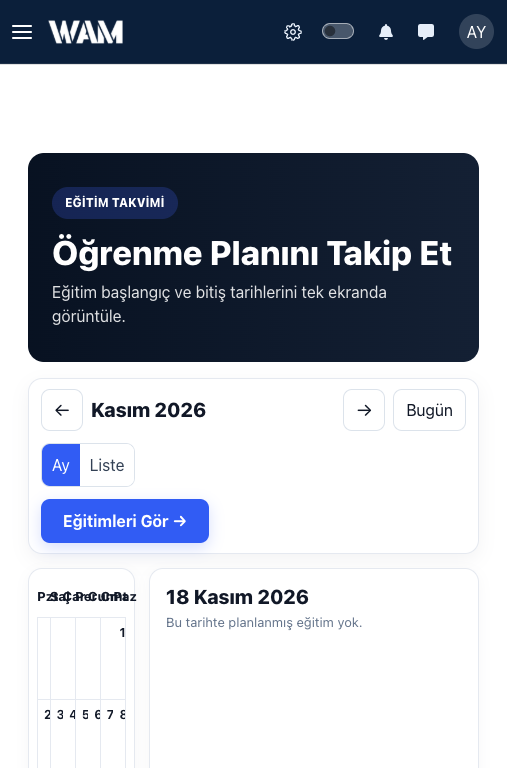 WAM
AY
EĞİTİM TAKVİMİ
Öğrenme Planını Takip Et
Eğitim başlangıç ve bitiş tarihlerini tek ekranda
görüntüle.
← Kasım 2026 → Bugün
Ay Liste
Eğitimleri Gör →
18 Kasım 2026
Bu tarihte planlanmış eğitim yok.
1
2 3 4 5 6 7 8